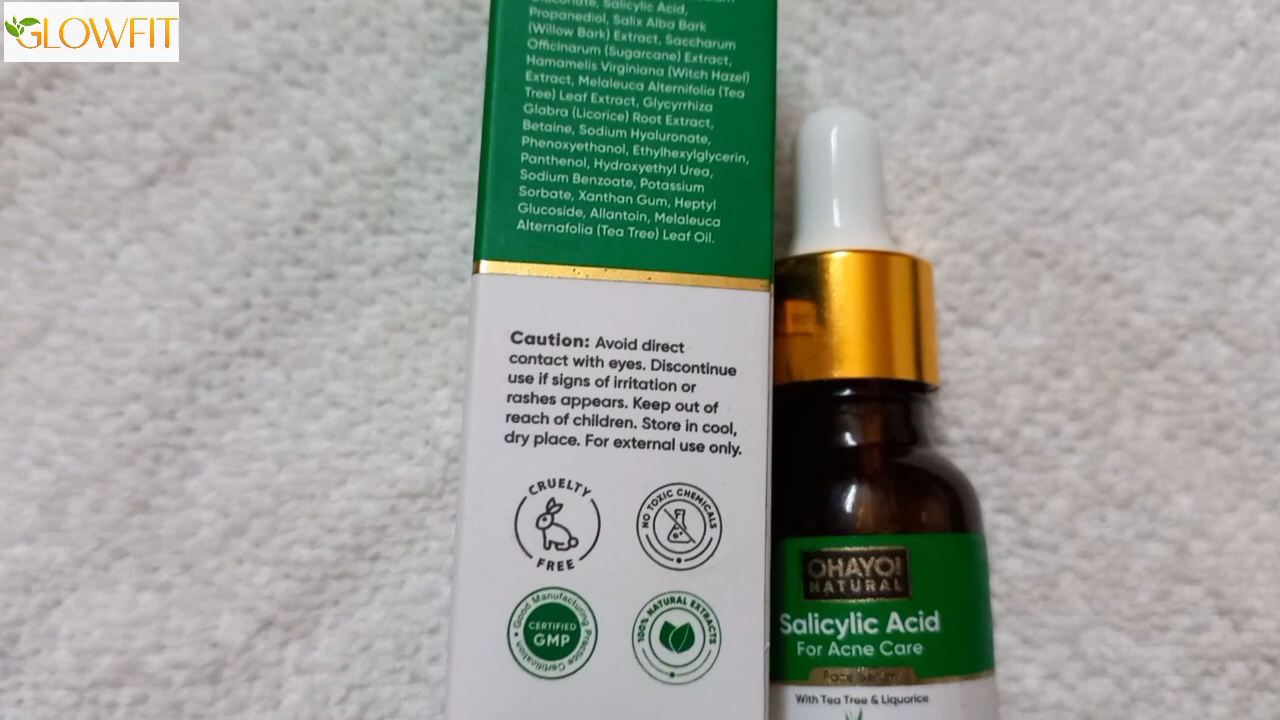 GLOWFIT
Gluconate, Salicylic Acid,
Propanediol, Salix Alba Bark
(Willow Bark) Extract, Saccharum
Officinarum (Sugarcane) Extract,
Hamamelis Virginiana (Witch Hazel)
Extract, Melaleuca Alternifolia (Tea
Tree) Leaf Extract, Glycyrrhiza
Glabra (Licorice) Root Extract,
Betaine, Sodium Hyaluronate,
Phenoxyethanol, Ethylhexylglycerin,
Panthenol, Hydroxyethyl Urea,
Sodium Benzoate, Potassium
Sorbate, Xanthan Gum, Heptyl
Glucoside, Allantoin, Melaleuca
Alternafolia (Tea Tree) Leaf Oil.
Caution: Avoid direct
contact with eyes. Discontinue
use if signs of irritation or
rashes appears. Keep out of
reach of children. Store in cool,
dry place. For external use only.
CRUELTY
FREE
NO TOXIC CHEMICALS
Good Manufacturing Practice Certification
CERTIFIED
GMP
100% NATURAL EXTRACTS
OHAYO!
NATURAL
Salicylic Acid
For Acne Care
Face Serum
With Tea Tree & Liquorice